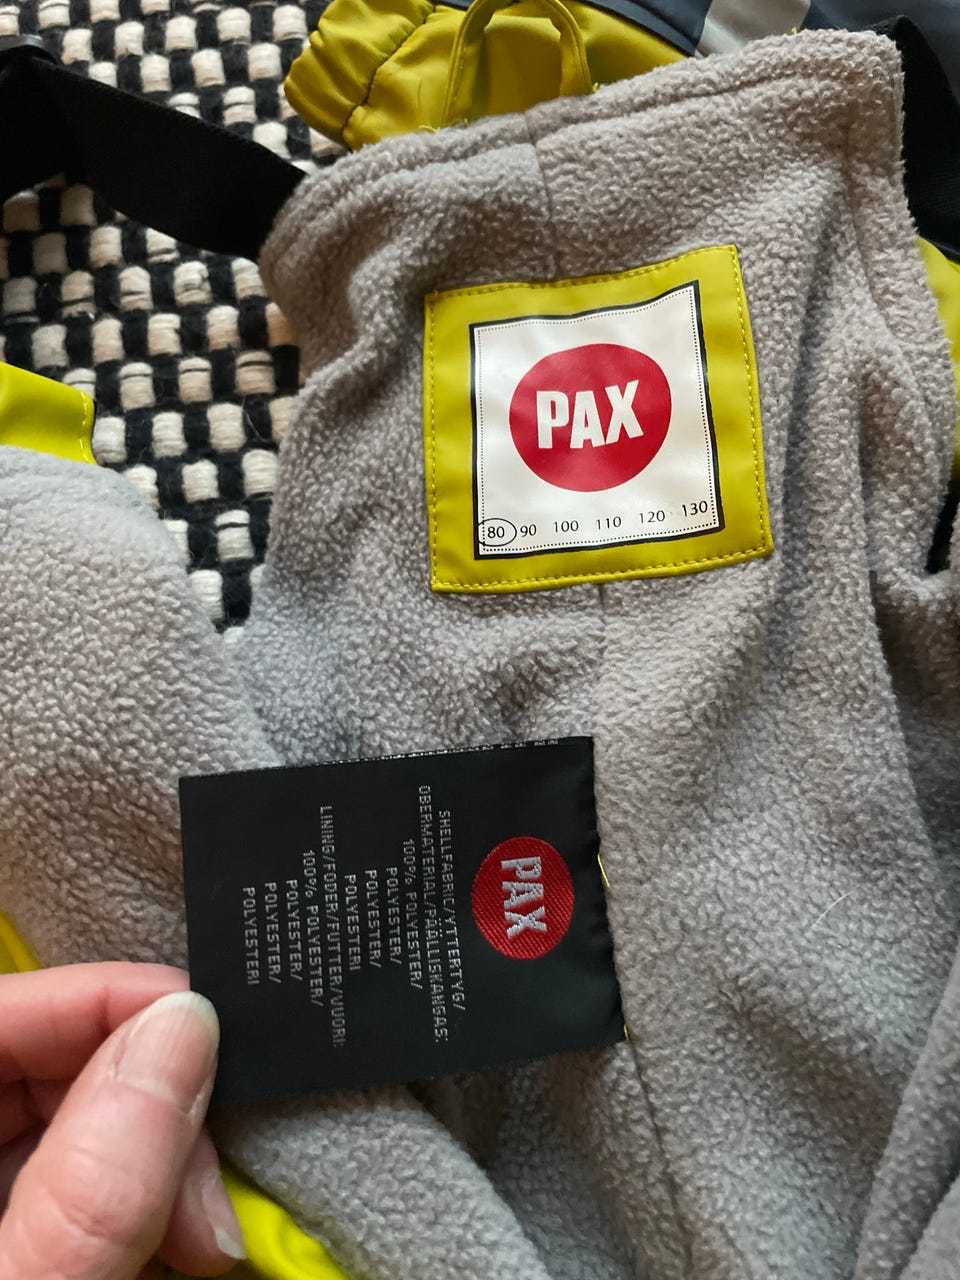 PAX
80 90 100 110 120 130
PAX
SHELLFABRIC/YTTERTYG/
OBERMATERIAL/PÄÄLLISKANGAS:
100% POLYESTER/
POLYESTER/
POLYESTER/
POLYESTERI
LINING/FODER/FUTTER/VUORI:
100% POLYESTER/
POLYESTER/
POLYESTER/
POLYESTERI